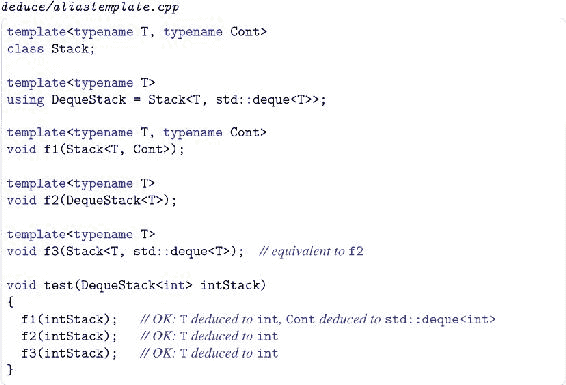 deduce/aliastemplate.cpp
template<typename T, typename Cont>
class Stack;
template<typename T>
using DequeStack = Stack<T, std::deque<T>>;
template<typename T, typename Cont>
void f1(Stack<T, Cont>);
template<typename T>
void f2(DequeStack<T>);
template<typename T>
void f3(Stack<T, std::deque<T>);   // equivalent to f2
void test(DequeStack<int> intStack)
{
  f1(intStack);   // OK: T deduced to int, Cont deduced to std::deque<int>
  f2(intStack);   // OK: T deduced to int
  f3(intStack);   // OK: T deduced to int
}